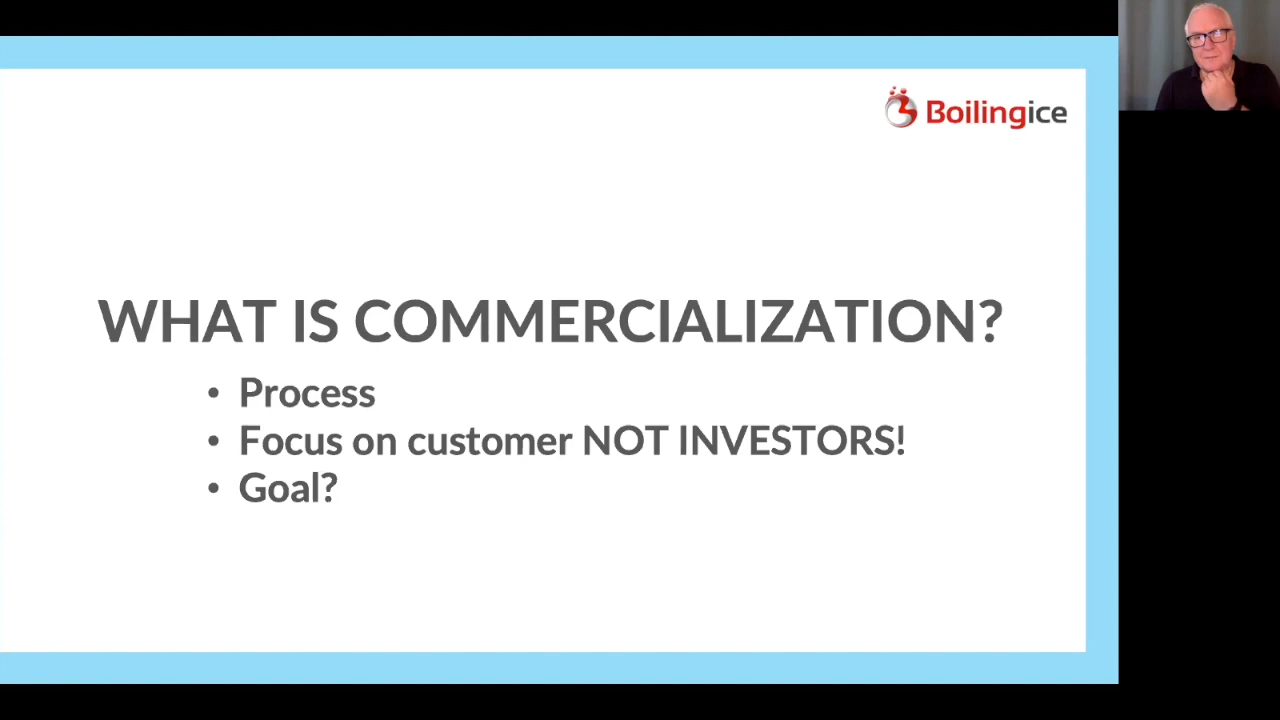 Boilingice
WHAT IS COMMERCIALIZATION?
• Process
• Focus on customer NOT INVESTORS!
• Goal?